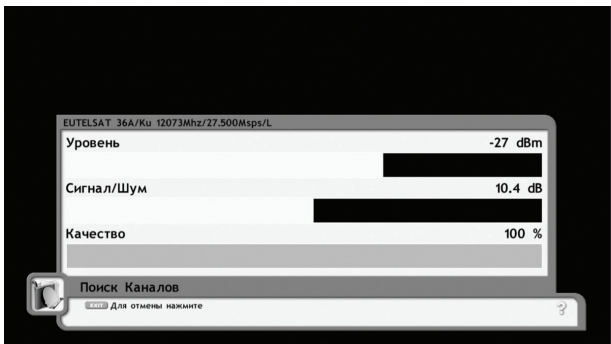 EUTELSAT 36A/Ku 12073Mhz/27.500Msps/L
Уровень -27 dBm
Сигнал/Шум 10.4 dB
Качество 100 %
Поиск Каналов
EXIT Для отмены нажмите
?